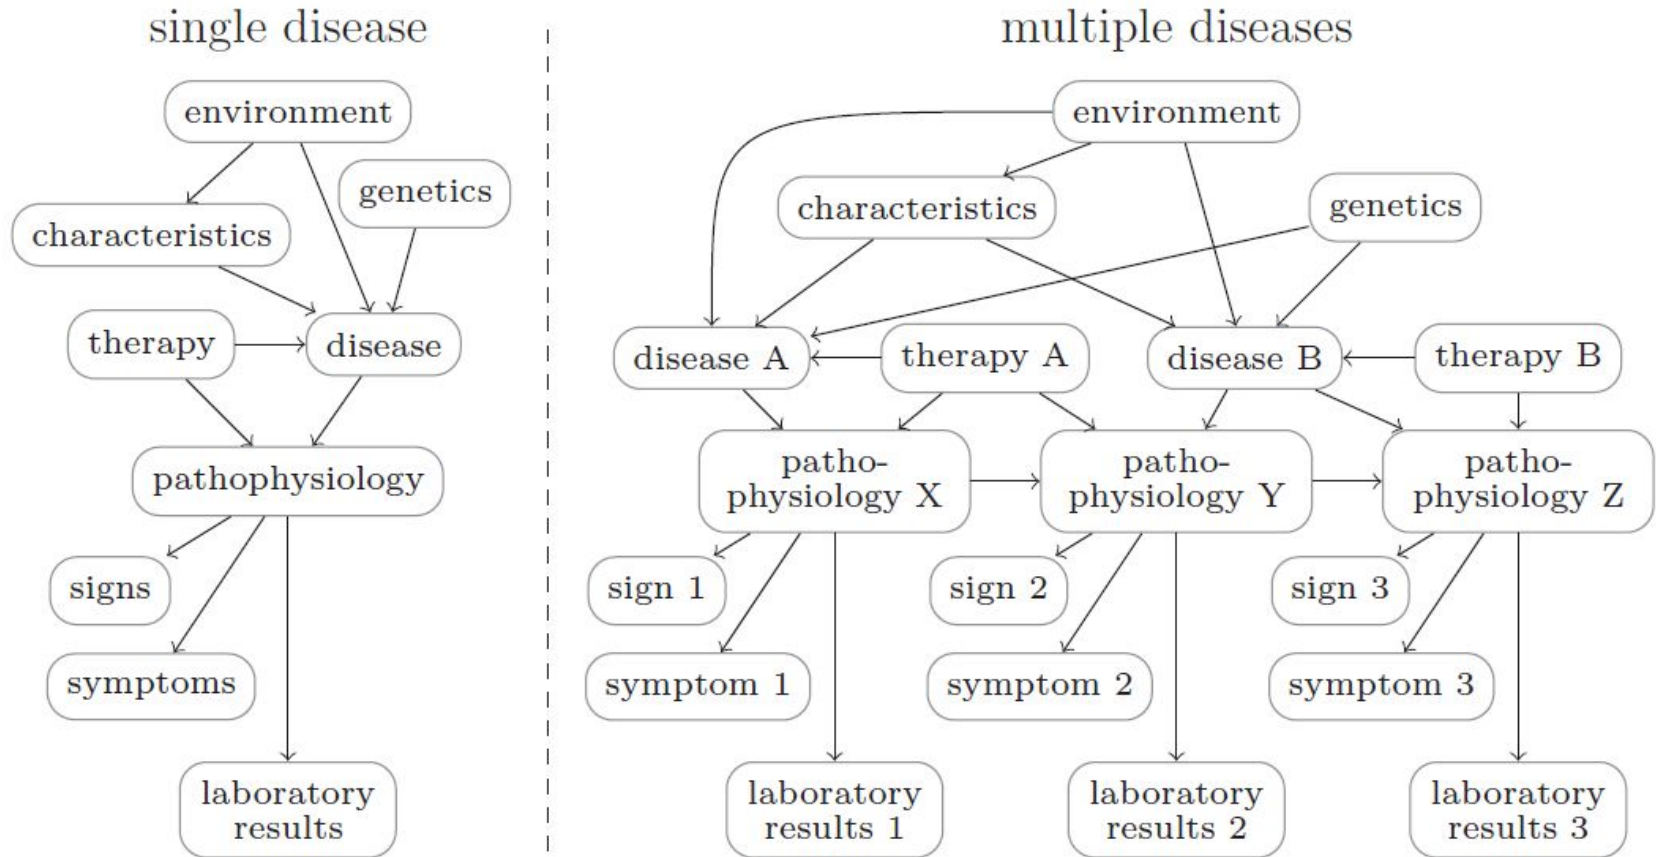 single disease
environment
genetics
characteristics
therapy
disease
pathophysiology
signs
symptoms
laboratory
results
multiple diseases
environment
characteristics
genetics
disease A
therapy A
disease B
therapy B
patho-
physiology X
patho-
physiology Y
patho-
physiology Z
sign 1
sign 2
sign 3
symptom 1
symptom 2
symptom 3
laboratory
results 1
laboratory
results 2
laboratory
results 3